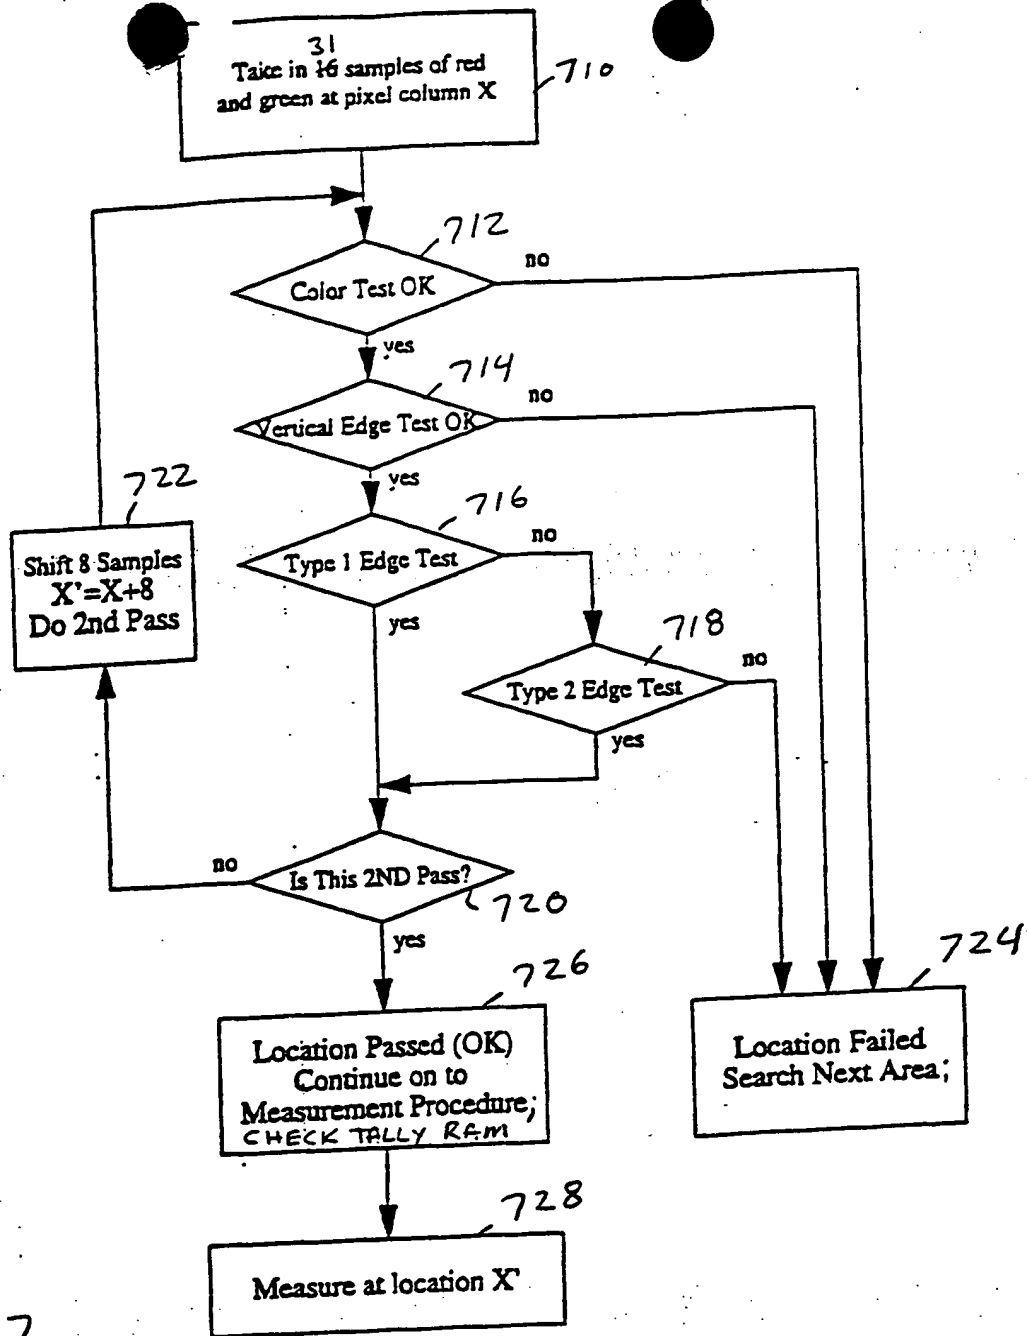 31
Take in 16 samples of red
710
and green at pixel column X
712
no
Color Test OK
yes
714
no
Vertical Edge Test OK
yes
722
716
no
Shift 8 Samples
X'=X+8
Do 2nd Pass
Type 1 Edge Test
yes
718
no
Type 2 Edge Test
yes
no
Is This 2ND Pass?
720
yes
726
724
Location Passed (OK)
Continue on to
Measurement Procedure;
CHECK TALLY RAM
Location Failed
Search Next Area;
728
Measure at location X'
7